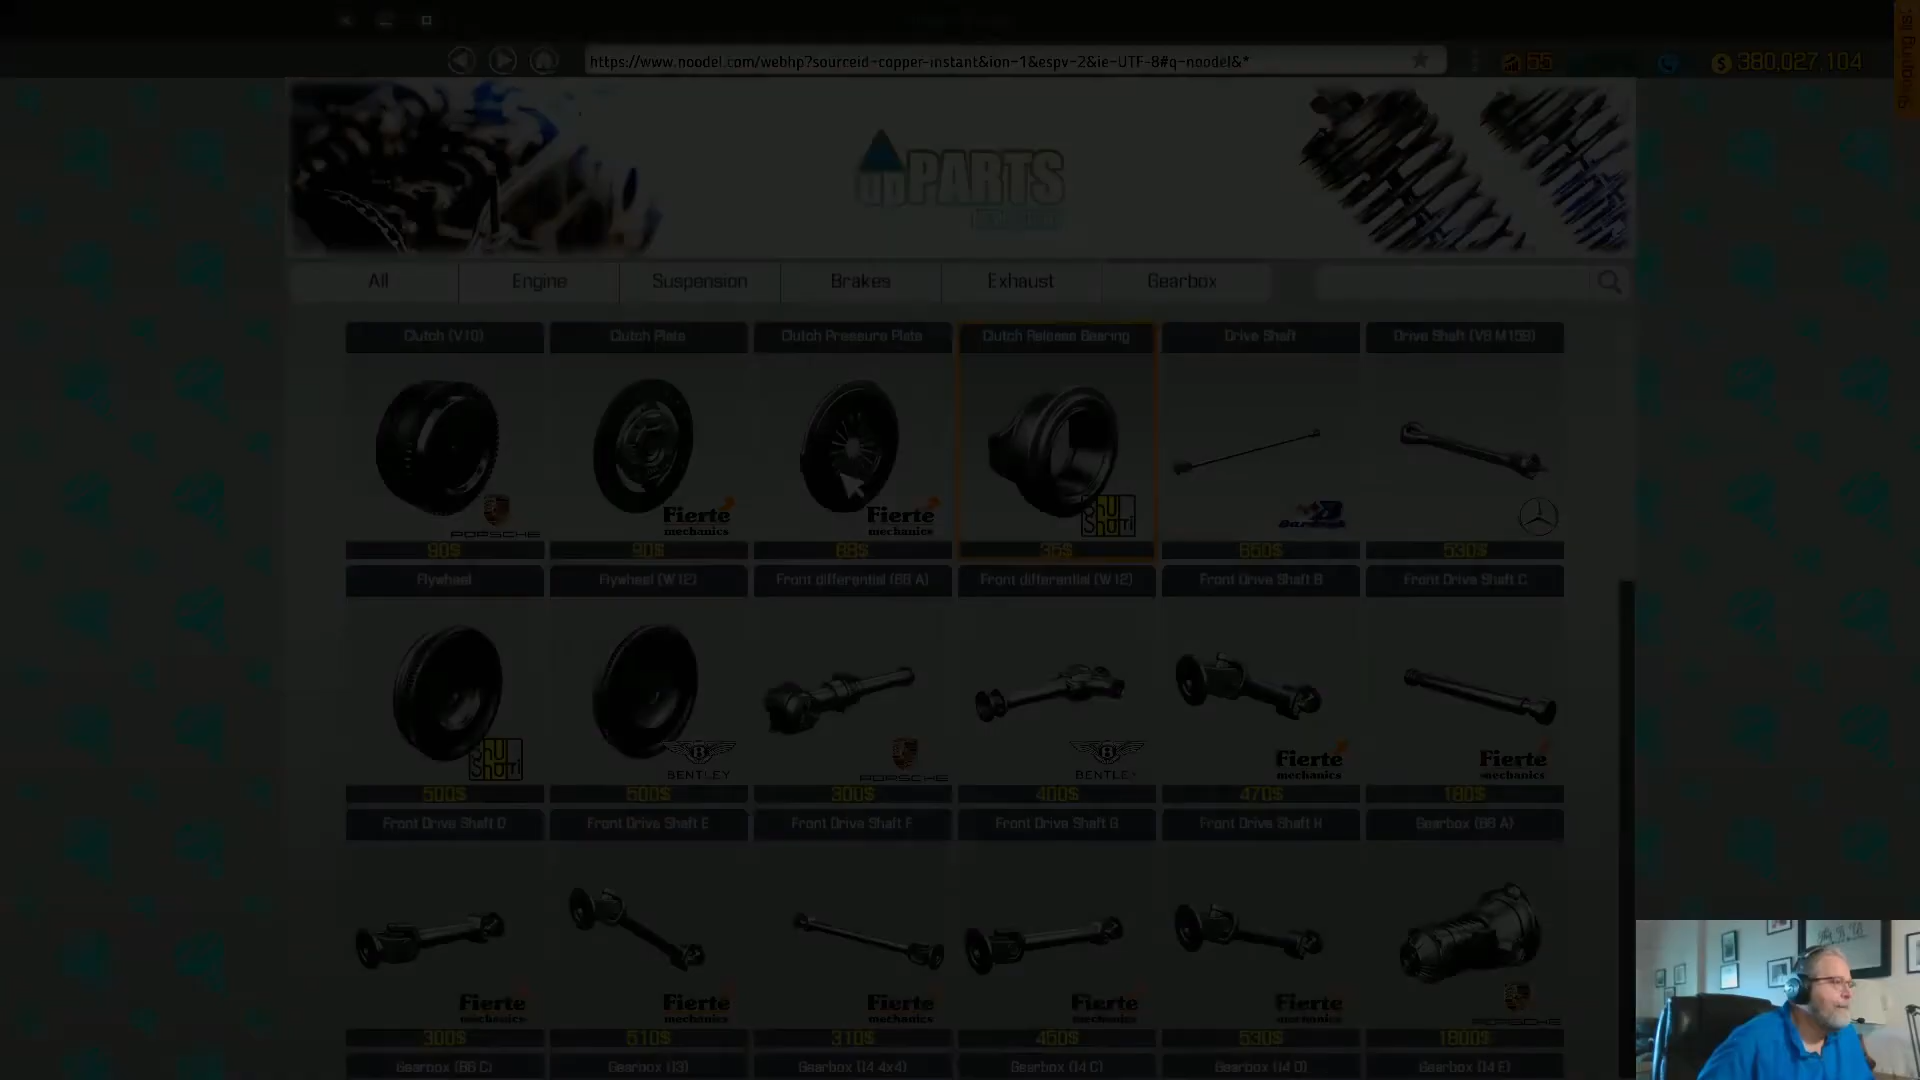 https://www.noodel.com/webhp?sourceid-copper-instant&ion-1&espv-2&ie-UTF-8#q-noodel&*
55
380,027,104
upPARTS
All
Engine
Suspension
Brakes
Exhaust
Gearbox
Clutch (V10)
Clutch Plate
Clutch Pressure Plate
Clutch Release Bearing
Drive Shaft
Drive Shaft (V8 M159)
PORSCHE
Fierte
mechanics
Fierte
mechanics
Shu
Shurri
90$
90$
88$
35$
650$
530$
Flywheel
Flywheel (W12)
Front differential (B6 A)
Front differential (W12)
Front Drive Shaft B
Front Drive Shaft C
Shu
Shurri
BENTLEY
PORSCHE
BENTLEY
Fierte
mechanics
Fierte
mechanics
500$
500$
300$
400$
470$
180$
Front Drive Shaft D
Front Drive Shaft E
Front Drive Shaft F
Front Drive Shaft G
Front Drive Shaft H
Gearbox (B6 A)
Fierte
mechanics
Fierte
mechanics
Fierte
mechanics
Fierte
mechanics
Fierte
mechanics
PORSCHE
300$
510$
310$
450$
530$
1800$
Gearbox (B6 C)
Gearbox (I3)
Gearbox (I4 4x4)
Gearbox (I4 C)
Gearbox (I4 D)
Gearbox (I4 E)